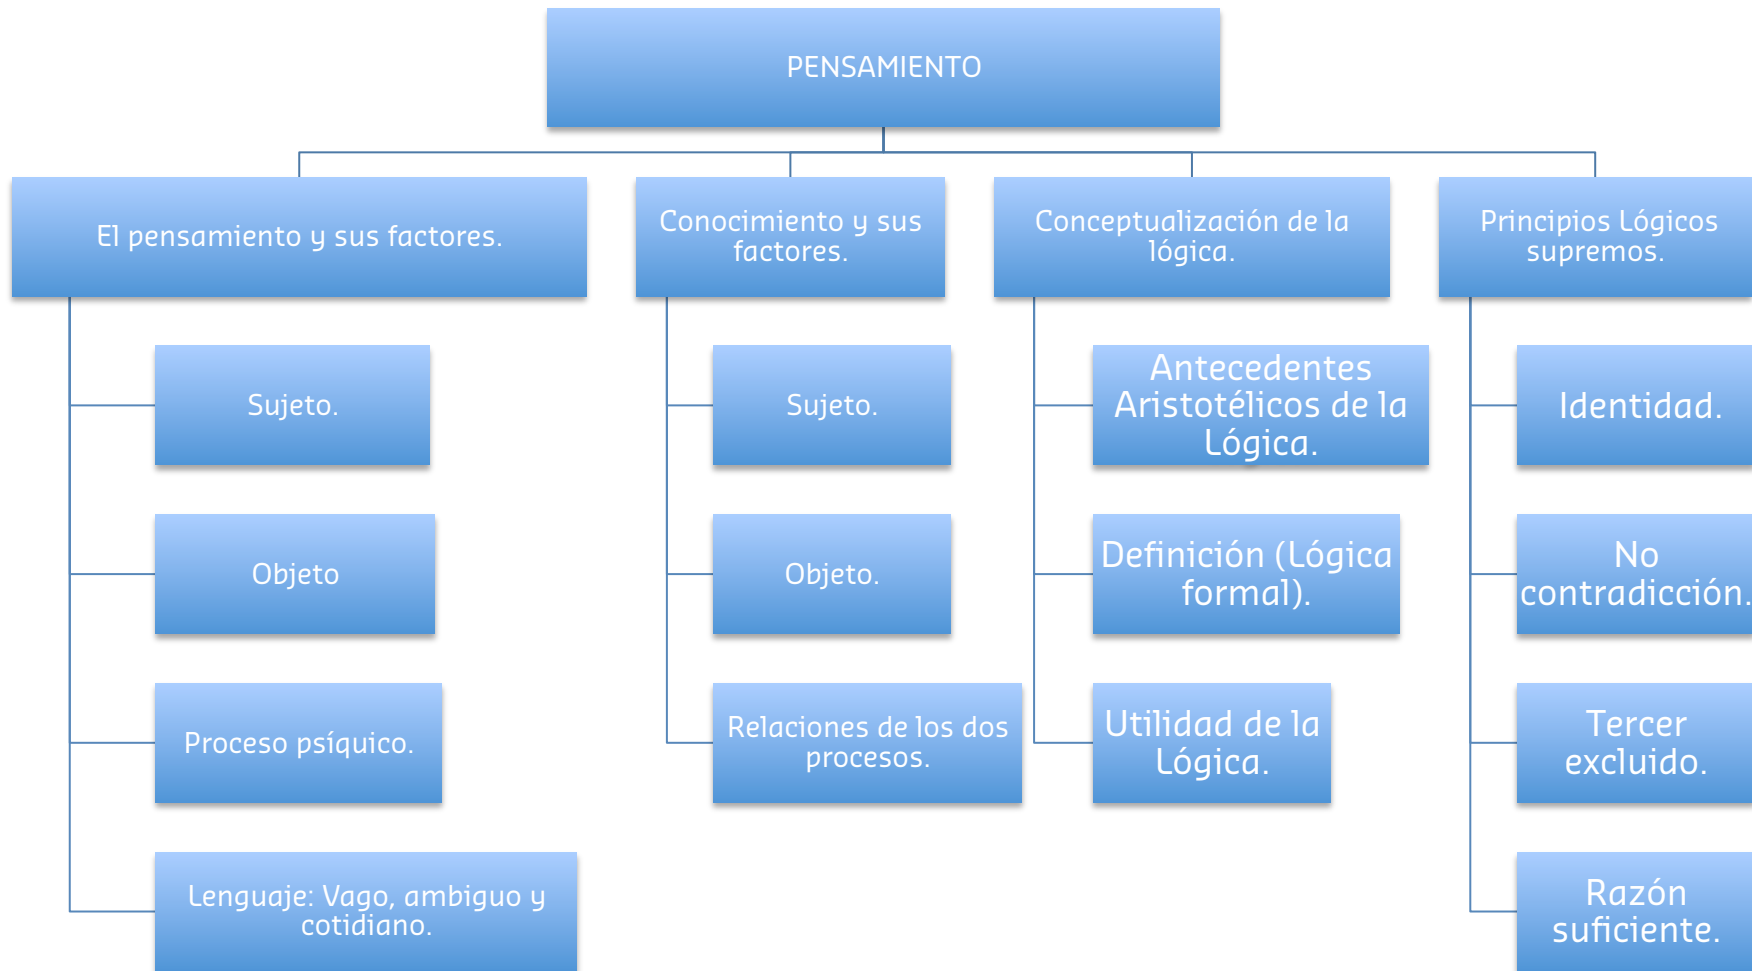 PENSAMIENTO
El pensamiento y sus factores.
Sujeto.
Objeto
Proceso psíquico.
Lenguaje: Vago, ambiguo y
cotidiano.
Conocimiento y sus
factores.
Sujeto.
Objeto.
Relaciones de los dos
procesos.
Conceptualización de la
lógica.
Antecedentes
Aristotélicos de la
Lógica.
Definición (Lógica
formal).
Utilidad de la
Lógica.
Principios Lógicos
supremos.
Identidad.
No
contradicción.
Tercer
excluido.
Razón
suficiente.